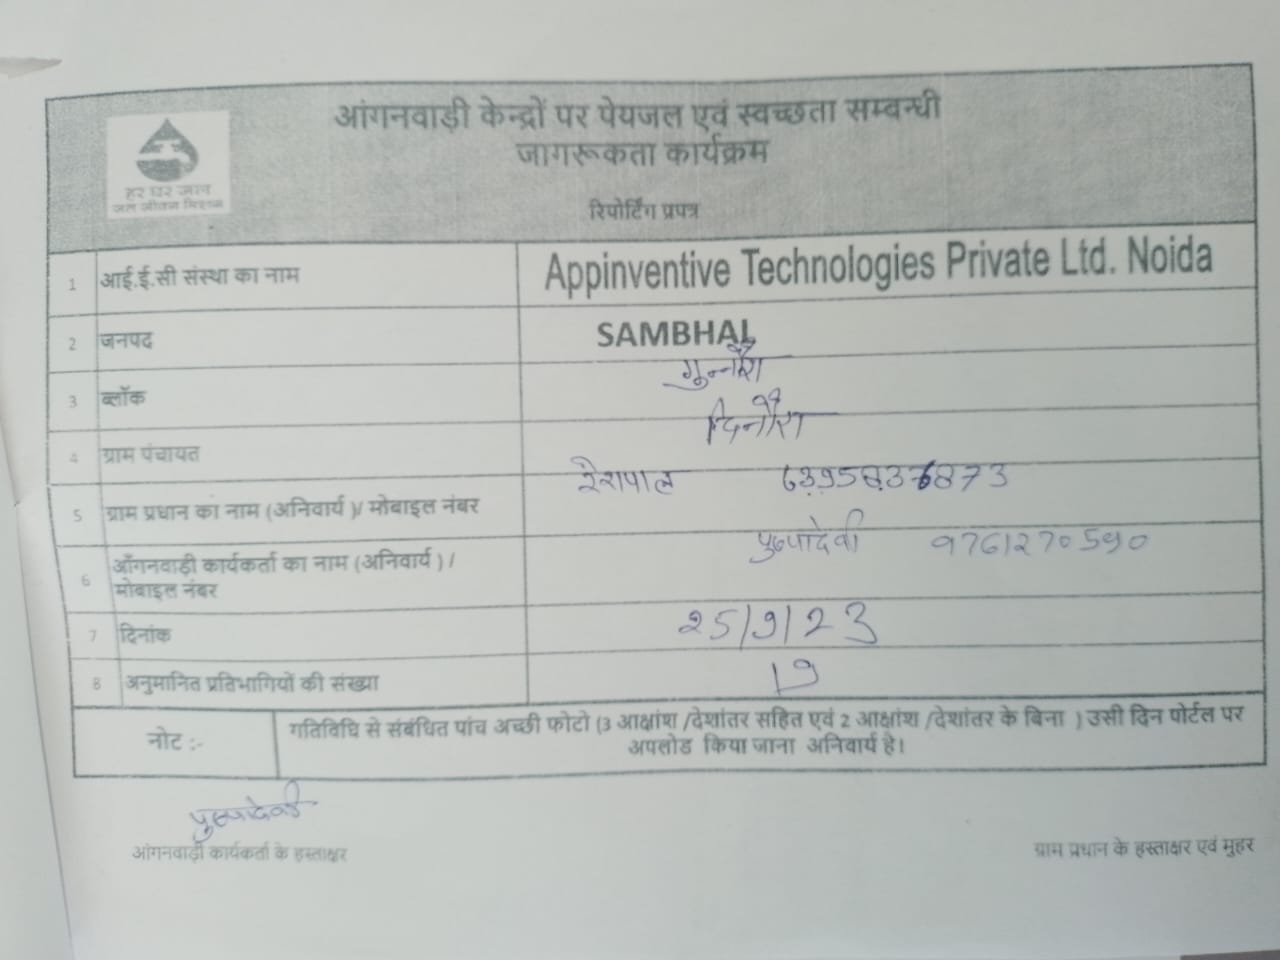 आंगनवाड़ी केन्द्रों पर पेयजल एवं स्वच्छता सम्बन्धी
जागरूकता कार्यक्रम
हर घर जल
जल जीवन मिशन
रिपोर्टिंग प्रपत्र
1 आई.ई.सी संस्था का नाम Appinventive Technologies Private Ltd. Noida
2 जनपद SAMBHAL
3 ब्लॉक गुन्नौर
4 ग्राम पंचायत
5 ग्राम प्रधान का नाम (अनिवार्य )/ मोबाइल नंबर
6 आँगनवाड़ी कार्यकर्ता का नाम (अनिवार्य ) /
मोबाइल नंबर पुष्पादेवी 9761270590
7 दिनांक 25/9/23
8 अनुमानित प्रतिभागियों की संख्या 19
नोट :- गतिविधि से संबंधित पांच अच्छी फोटो (3 आक्षांश /देशांतर सहित एवं 2 आक्षांश /देशांतर के बिना ) उसी दिन पोर्टल पर
अपलोड किया जाना अनिवार्य है।
पुष्पादेवी
आंगनवाड़ी कार्यकर्ता के हस्ताक्षर
ग्राम प्रधान के हस्ताक्षर एवं मुहर